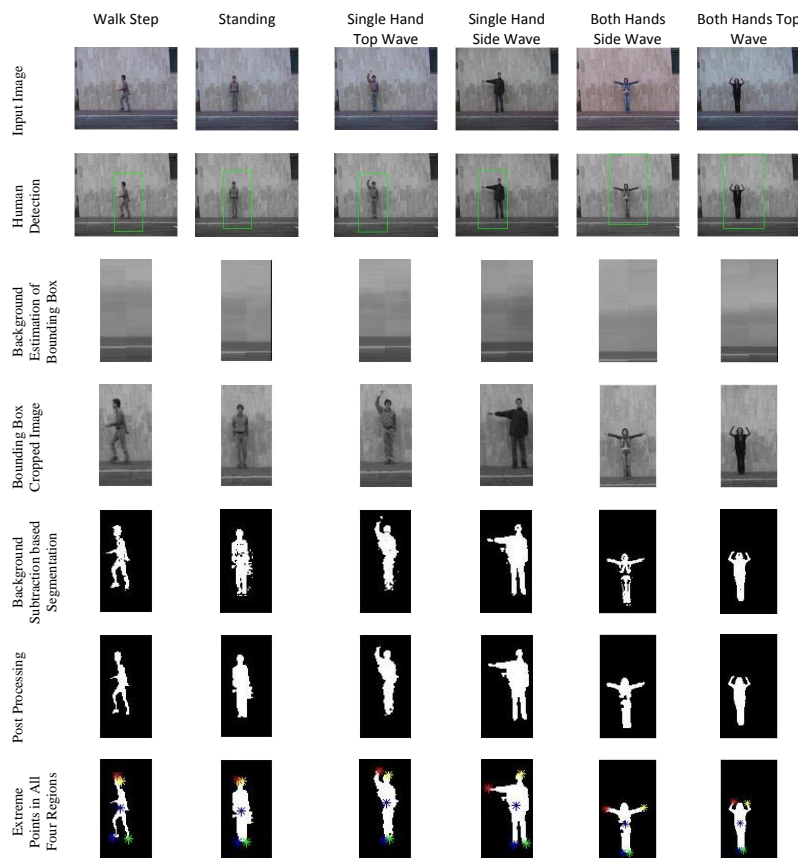 Walk Step
Standing
Single Hand
Top Wave
Single Hand
Side Wave
Both Hands
Side Wave
Both Hands Top
Wave
Input Image
Human
Detection
Background
Estimation of
Bounding Box
Bounding Box
Cropped Image
Background
Subtraction based
Segmentation
Post Processing
Extreme
Points in All
Four Regions